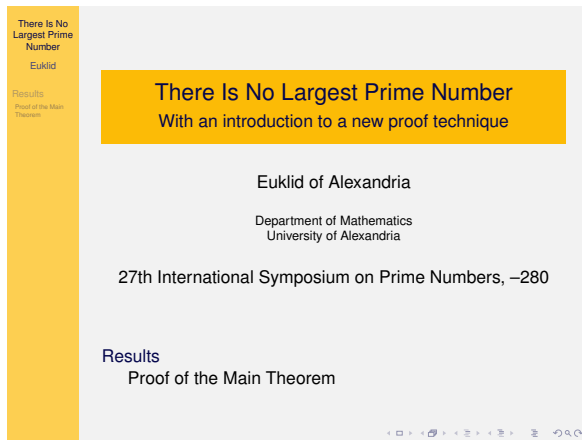 There Is No
Largest Prime
Number
Euklid
Results
Proof of the Main
Theorem
There Is No Largest Prime Number
With an introduction to a new proof technique
Euklid of Alexandria
Department of Mathematics
University of Alexandria
27th International Symposium on Prime Numbers, –280
Results
Proof of the Main Theorem